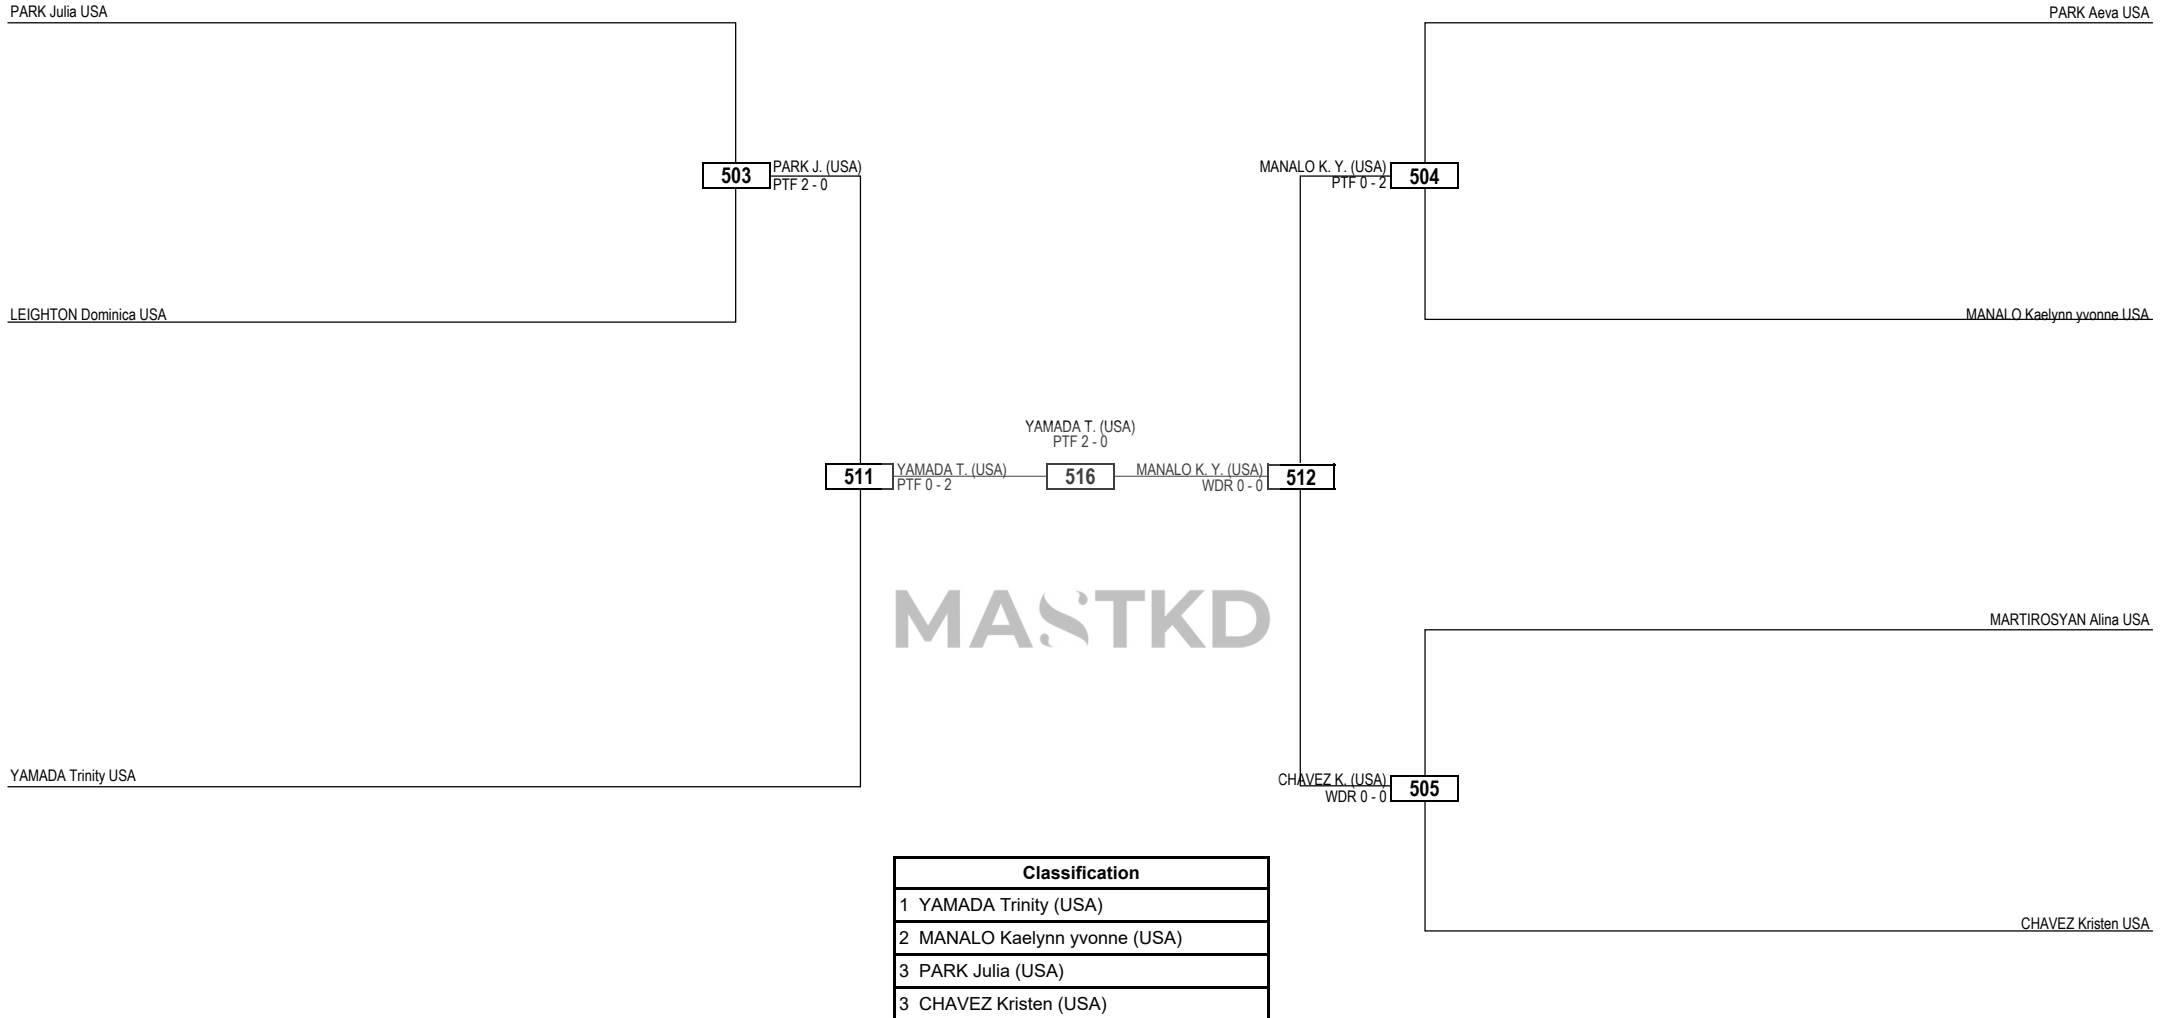 PARK Julia USA
PARK Aeva USA
503
PARK J. (USA)
PTF 2 - 0
MANALO K. Y. (USA)
PTF 0 - 2
504
LEIGHTON Dominica USA
MANALO Kaelynn yvonne USA
YAMADA T. (USA)
PTF 2 - 0
511
YAMADA T. (USA)
PTF 0 - 2
516
MANALO K. Y. (USA)
WDR 0 - 0
512
MASTKD
MARTIROSYAN Alina USA
YAMADA Trinity USA
CHAVEZ K. (USA)
WDR 0 - 0
505
CHAVEZ Kristen USA
Classification
1 YAMADA Trinity (USA)
2 MANALO Kaelynn yvonne (USA)
3 PARK Julia (USA)
3 CHAVEZ Kristen (USA)